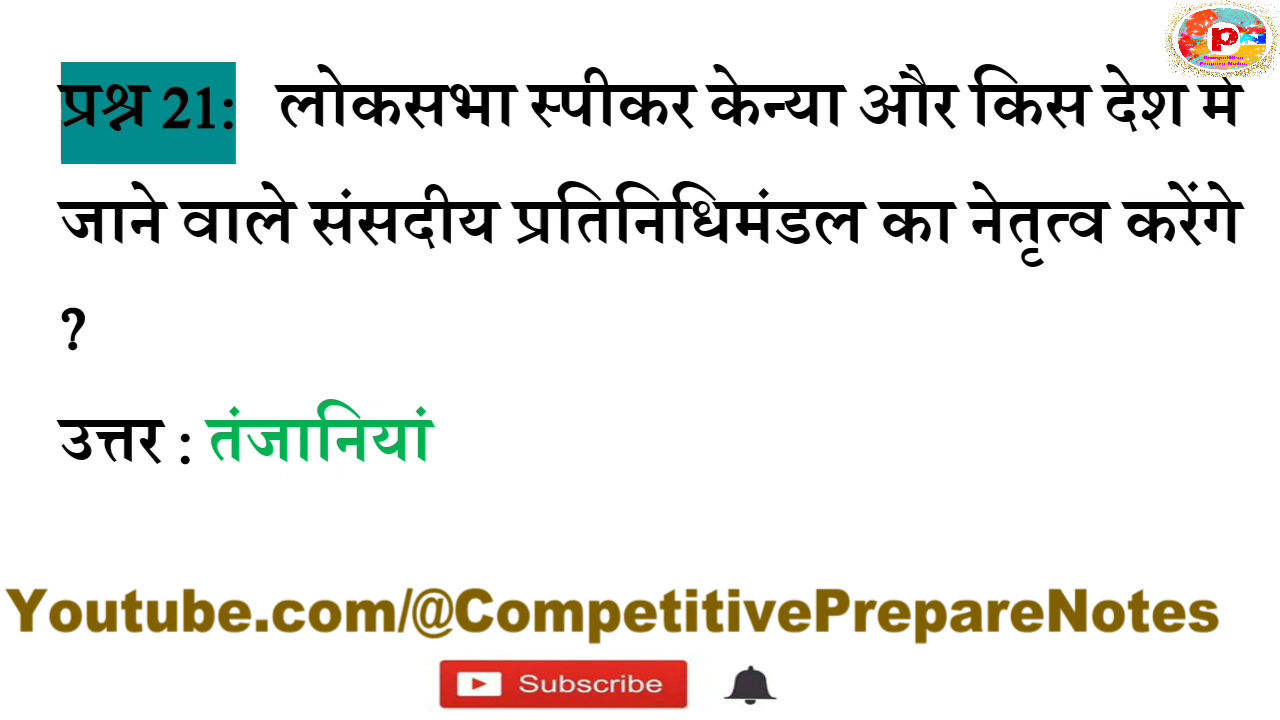 प्रश्न 21: लोकसभा स्पीकर केन्या और किस देश मे
जाने वाले संसदीय प्रतिनिधिमंडल का नेतृत्व करेंगे
?
उत्तर : तंजानियां
Youtube.com/@CompetitivePrepareNotes
Subscribe